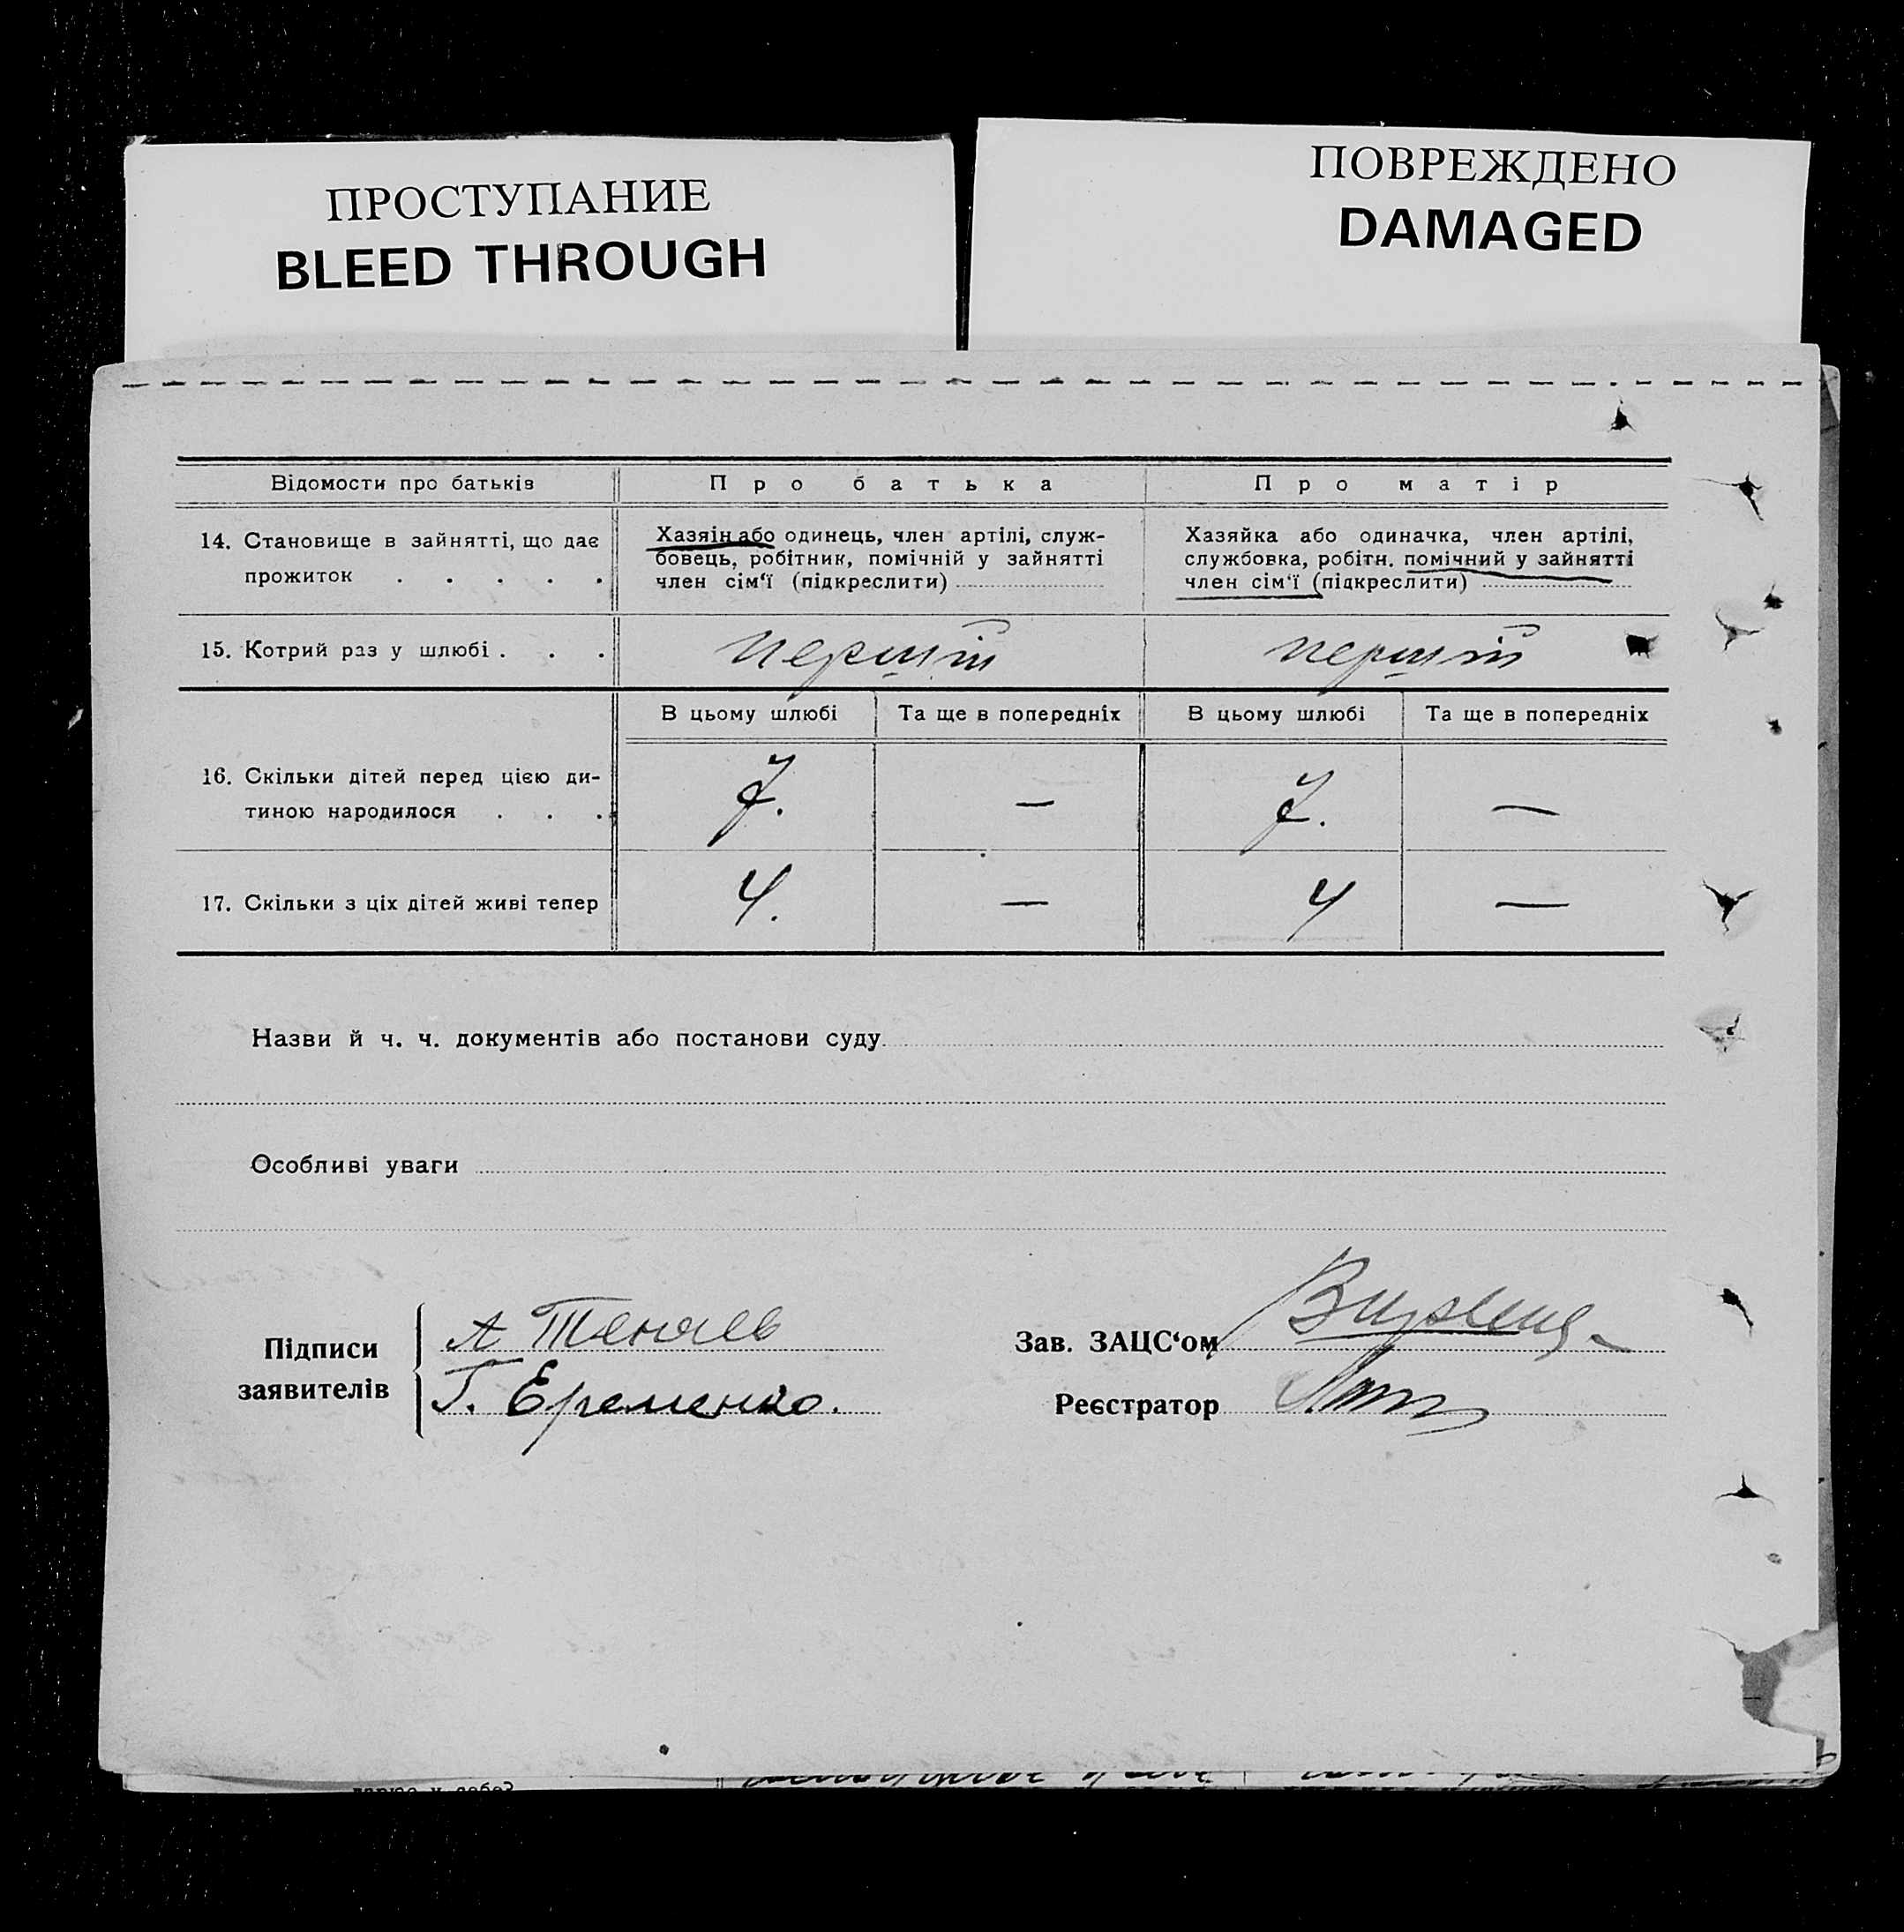 ПРОСТУПАНИЕ
BLEED THROUGH
ПОВРЕЖДЕНО
DAMAGED
Відомости про батьків
Про батька
Про матір
14. Становище в зайнятті, що дає
прожиток . . . . .
Хазяїн або одинець, член артілі, служ-
бовець, робітник, помічній у зайнятті
член сім‘ї (підкреслити)
Хазяйка або одиначка, член артілі,
службовка, робітн. помічний у зайнятті
член сім‘ї (підкреслити)
15. Котрий раз у шлюбі . . .
перший
перший
В цьому шлюбі
Та ще в попередніх
В цьому шлюбі
Та ще в попередніх
16. Скільки дітей перед цією ди-
тиною народилося . . .
7.
—
7.
—
17. Скільки з ціх дітей живі тепер
4.
—
4
—
Назви й ч. ч. документів або постанови суду
Особливі уваги
Підписи
заявителів
А
Г. Еременко.
Зав. ЗАЦС‘ом
Реєстратор